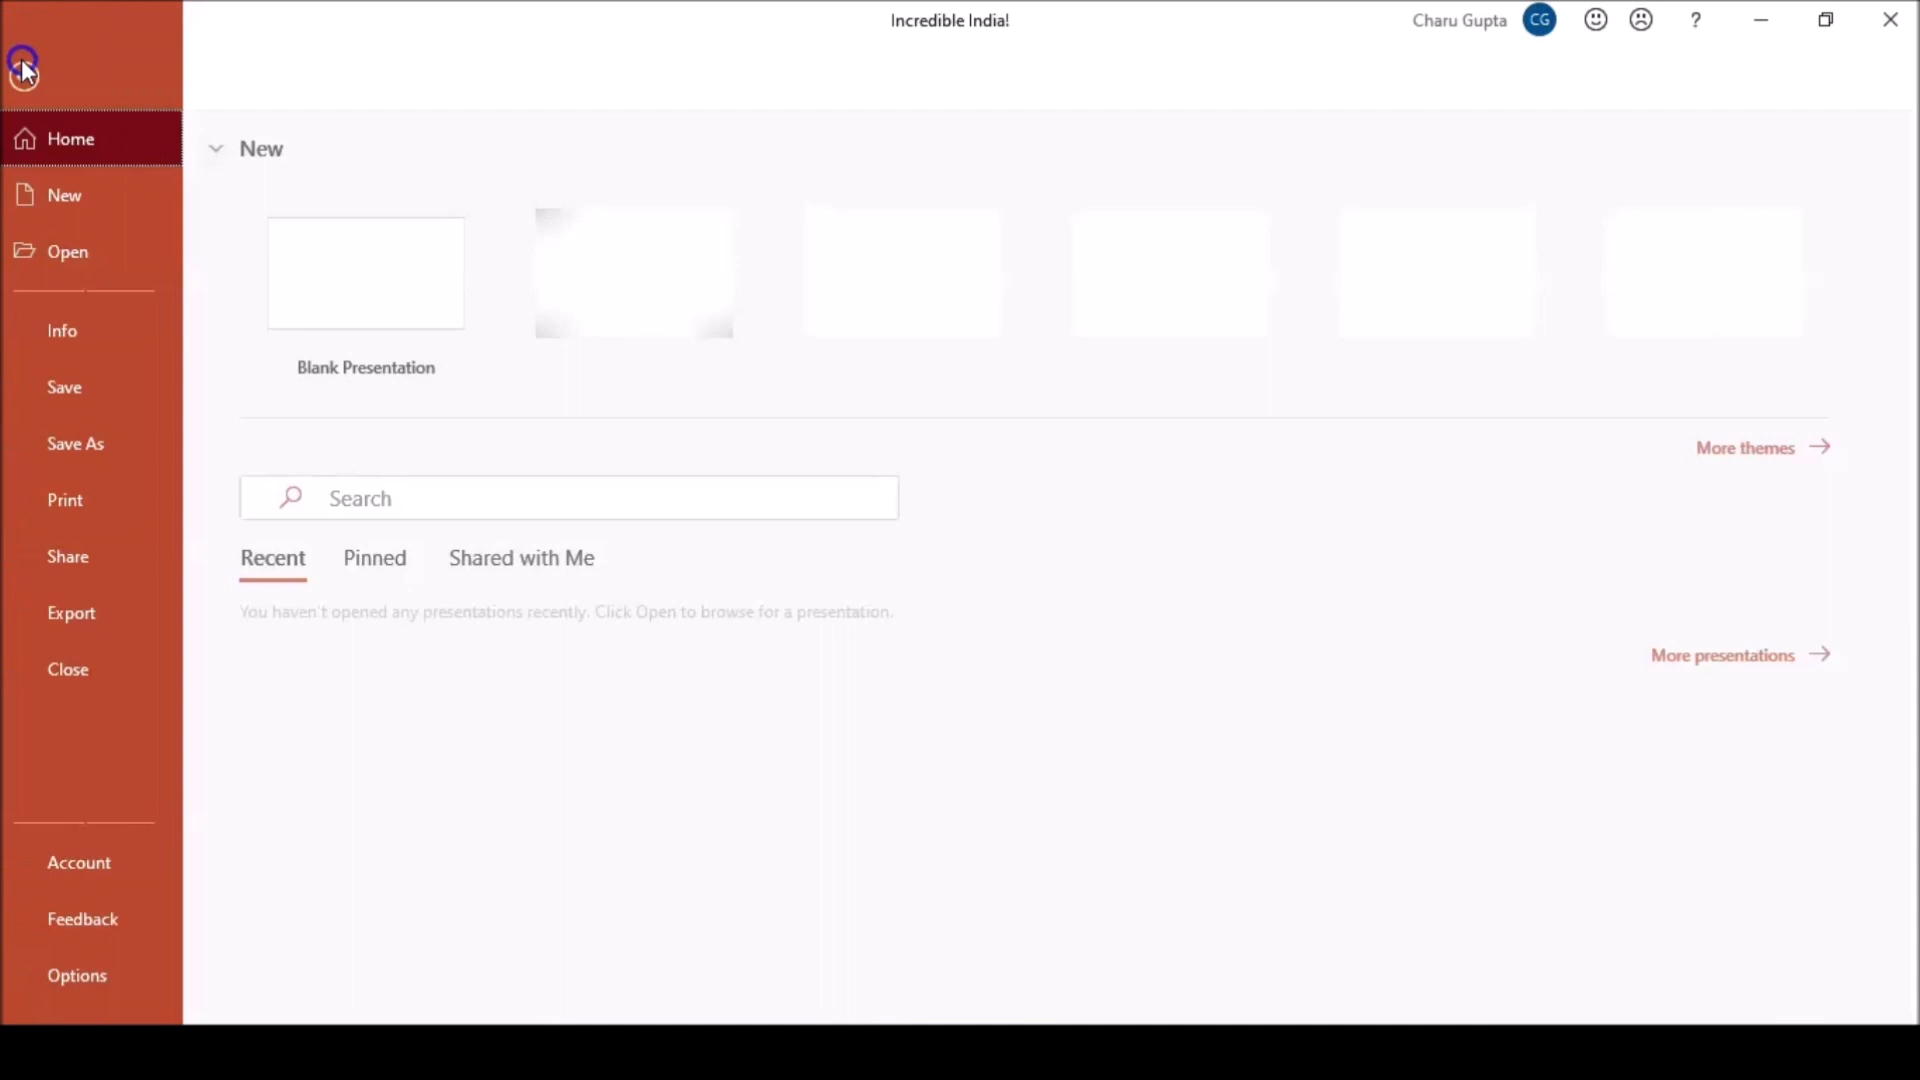 Incredible India!
Charu Gupta CG ?
Home
New
Open
Info
Save
Save As
Print
Share
Export
Close
Account
Feedback
Options
New
Blank Presentation
More themes
Search
Recent Pinned Shared with Me
You haven't opened any presentations recently. Click Open to browse for a presentation.
More presentations